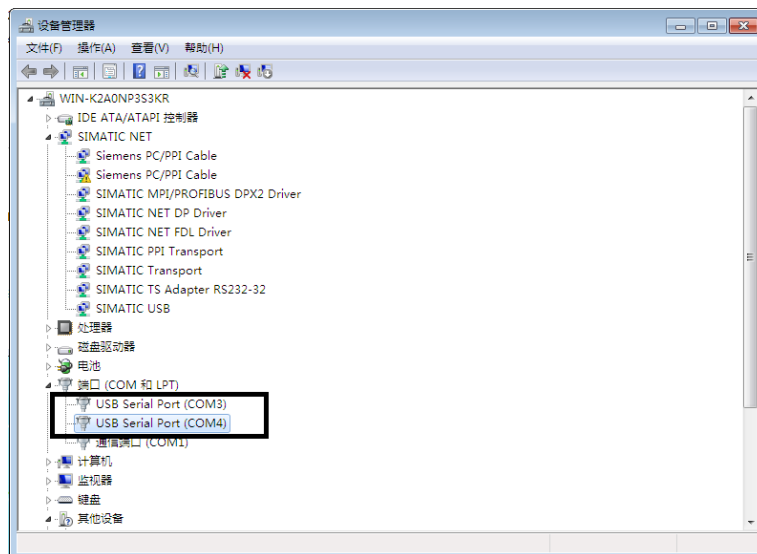 设备管理器
文件(F) 操作(A) 查看(V) 帮助(H)
WIN-K2A0NP3S3KR
IDE ATA/ATAPI 控制器
SIMATIC NET
Siemens PC/PPI Cable
Siemens PC/PPI Cable
SIMATIC MPI/PROFIBUS DPX2 Driver
SIMATIC NET DP Driver
SIMATIC NET FDL Driver
SIMATIC PPI Transport
SIMATIC Transport
SIMATIC TS Adapter RS232-32
SIMATIC USB
处理器
磁盘驱动器
电池
端口 (COM 和 LPT)
USB Serial Port (COM3)
USB Serial Port (COM4)
通信端口 (COM1)
计算机
监视器
键盘
其他设备